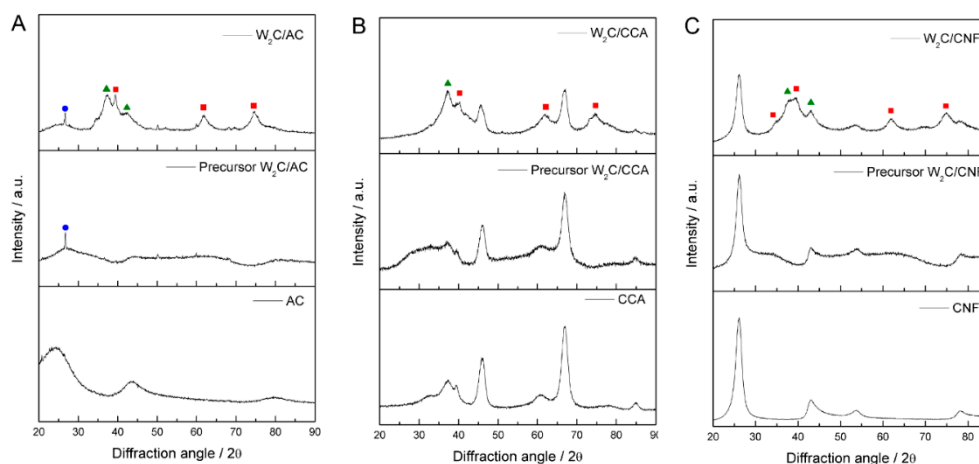 A
W₂C/AC
Precursor W₂C/AC
AC
Intensity / a.u.
20 30 40 50 60 70 80 90
Diffraction angle / 2θ
B
W₂C/CCA
Precursor W₂C/CCA
CCA
Intensity / a.u.
20 30 40 50 60 70 80 90
Diffraction angle / 2θ
C
W₂C/CNF
Precursor W₂C/CNF
CNF
Intensity / a.u.
20 30 40 50 60 70 80
Diffraction angle / 2θ